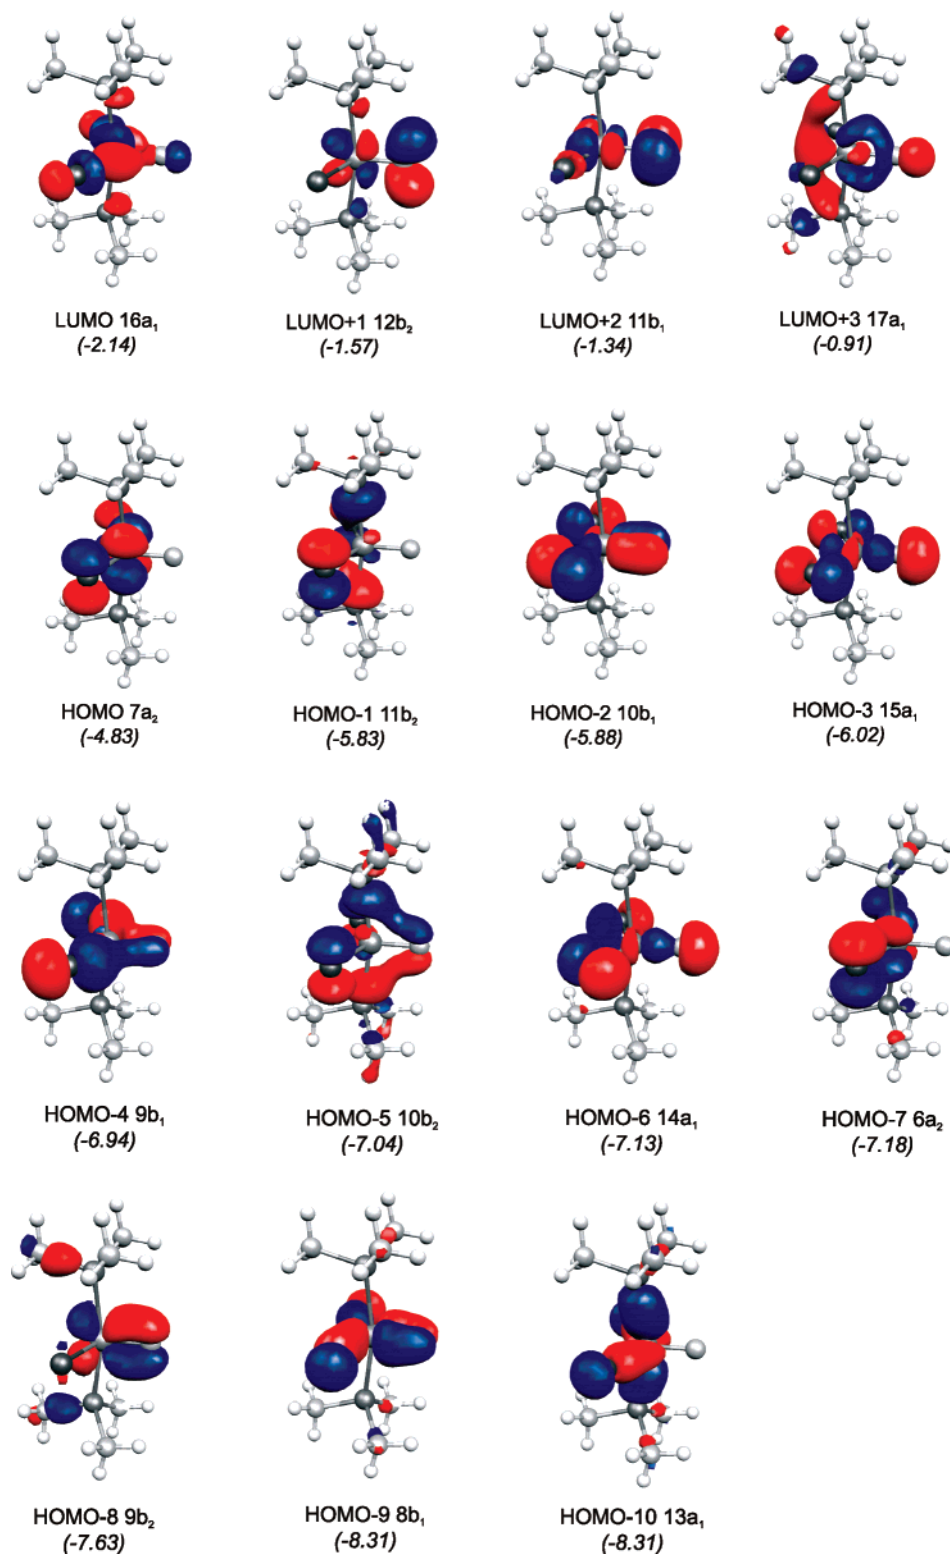 LUMO 16a₁
(-2.14)
LUMO+1 12b₂
(-1.57)
LUMO+2 11b₁
(-1.34)
LUMO+3 17a₁
(-0.91)
HOMO 7a₂
(-4.83)
HOMO-1 11b₂
(-5.83)
HOMO-2 10b₁
(-5.88)
HOMO-3 15a₁
(-6.02)
HOMO-4 9b₁
(-6.94)
HOMO-5 10b₂
(-7.04)
HOMO-6 14a₁
(-7.13)
HOMO-7 6a₂
(-7.18)
HOMO-8 9b₂
(-7.63)
HOMO-9 8b₁
(-8.31)
HOMO-10 13a₁
(-8.31)